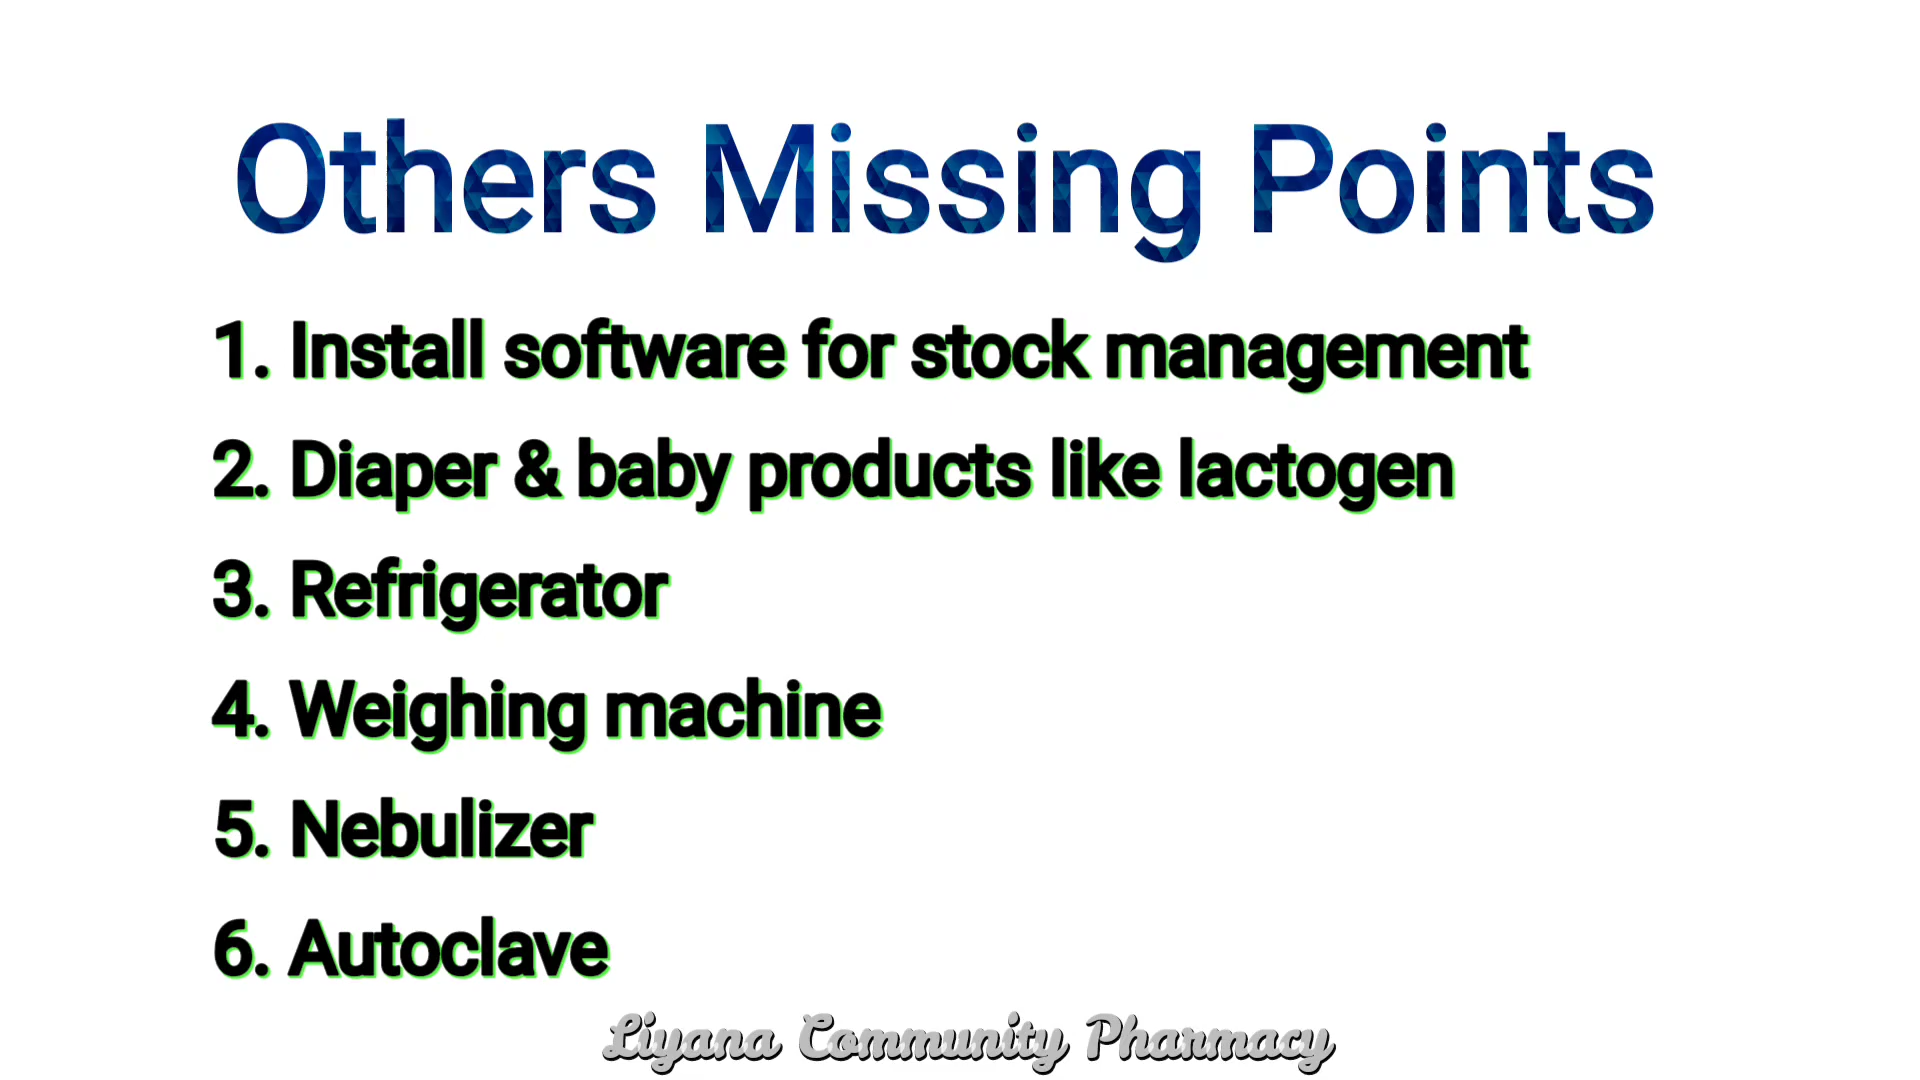 Others Missing Points
1. Install software for stock management
2. Diaper & baby products like lactogen
3. Refrigerator
4. Weighing machine
5. Nebulizer
6. Autoclave
Liyana Community Pharmacy